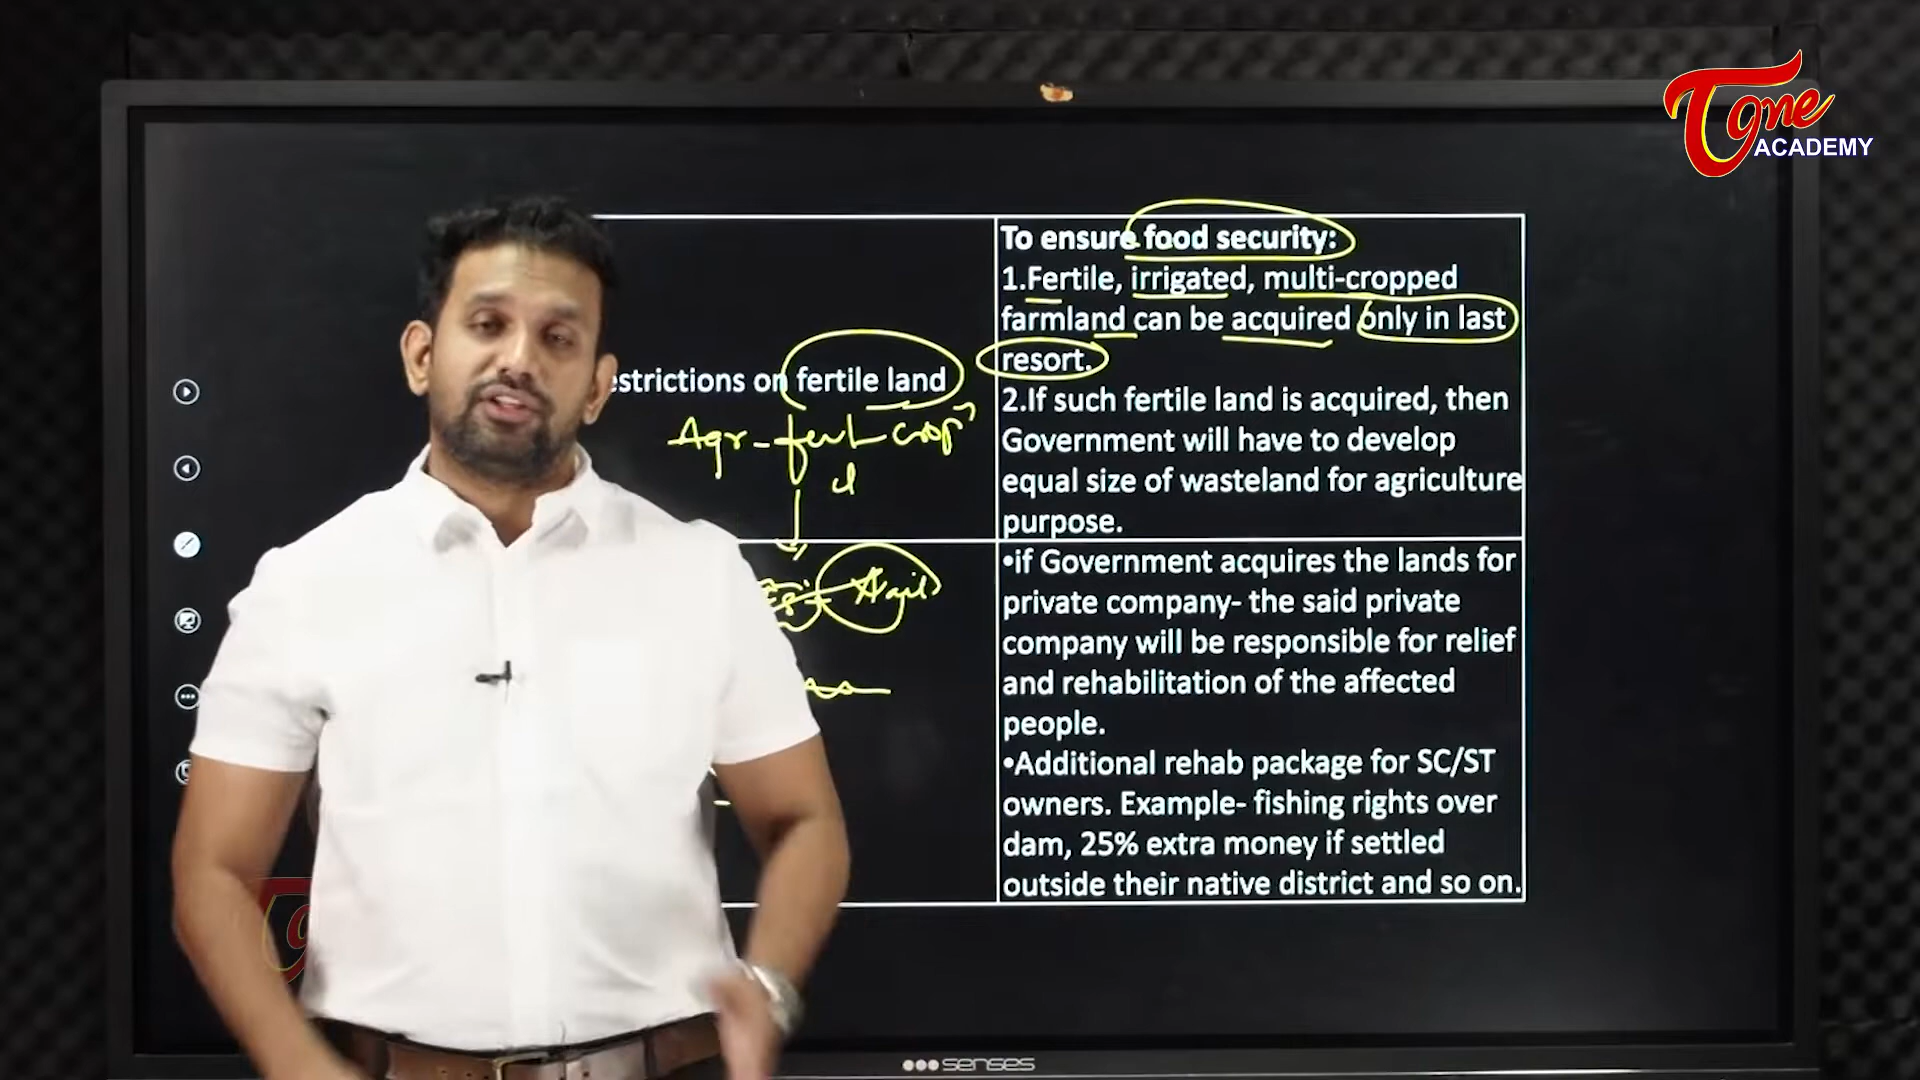 Tone
ACADEMY
To ensure food security:
1.Fertile, irrigated, multi-cropped
farmland can be acquired only in last
resort.
estrictions on fertile land
Agr - fert crop
2.If such fertile land is acquired, then
Government will have to develop
equal size of wasteland for agriculture
purpose.
•if Government acquires the lands for
private company- the said private
company will be responsible for relief
and rehabilitation of the affected
people.
•Additional rehab package for SC/ST
owners. Example- fishing rights over
dam, 25% extra money if settled
outside their native district and so on.
senses